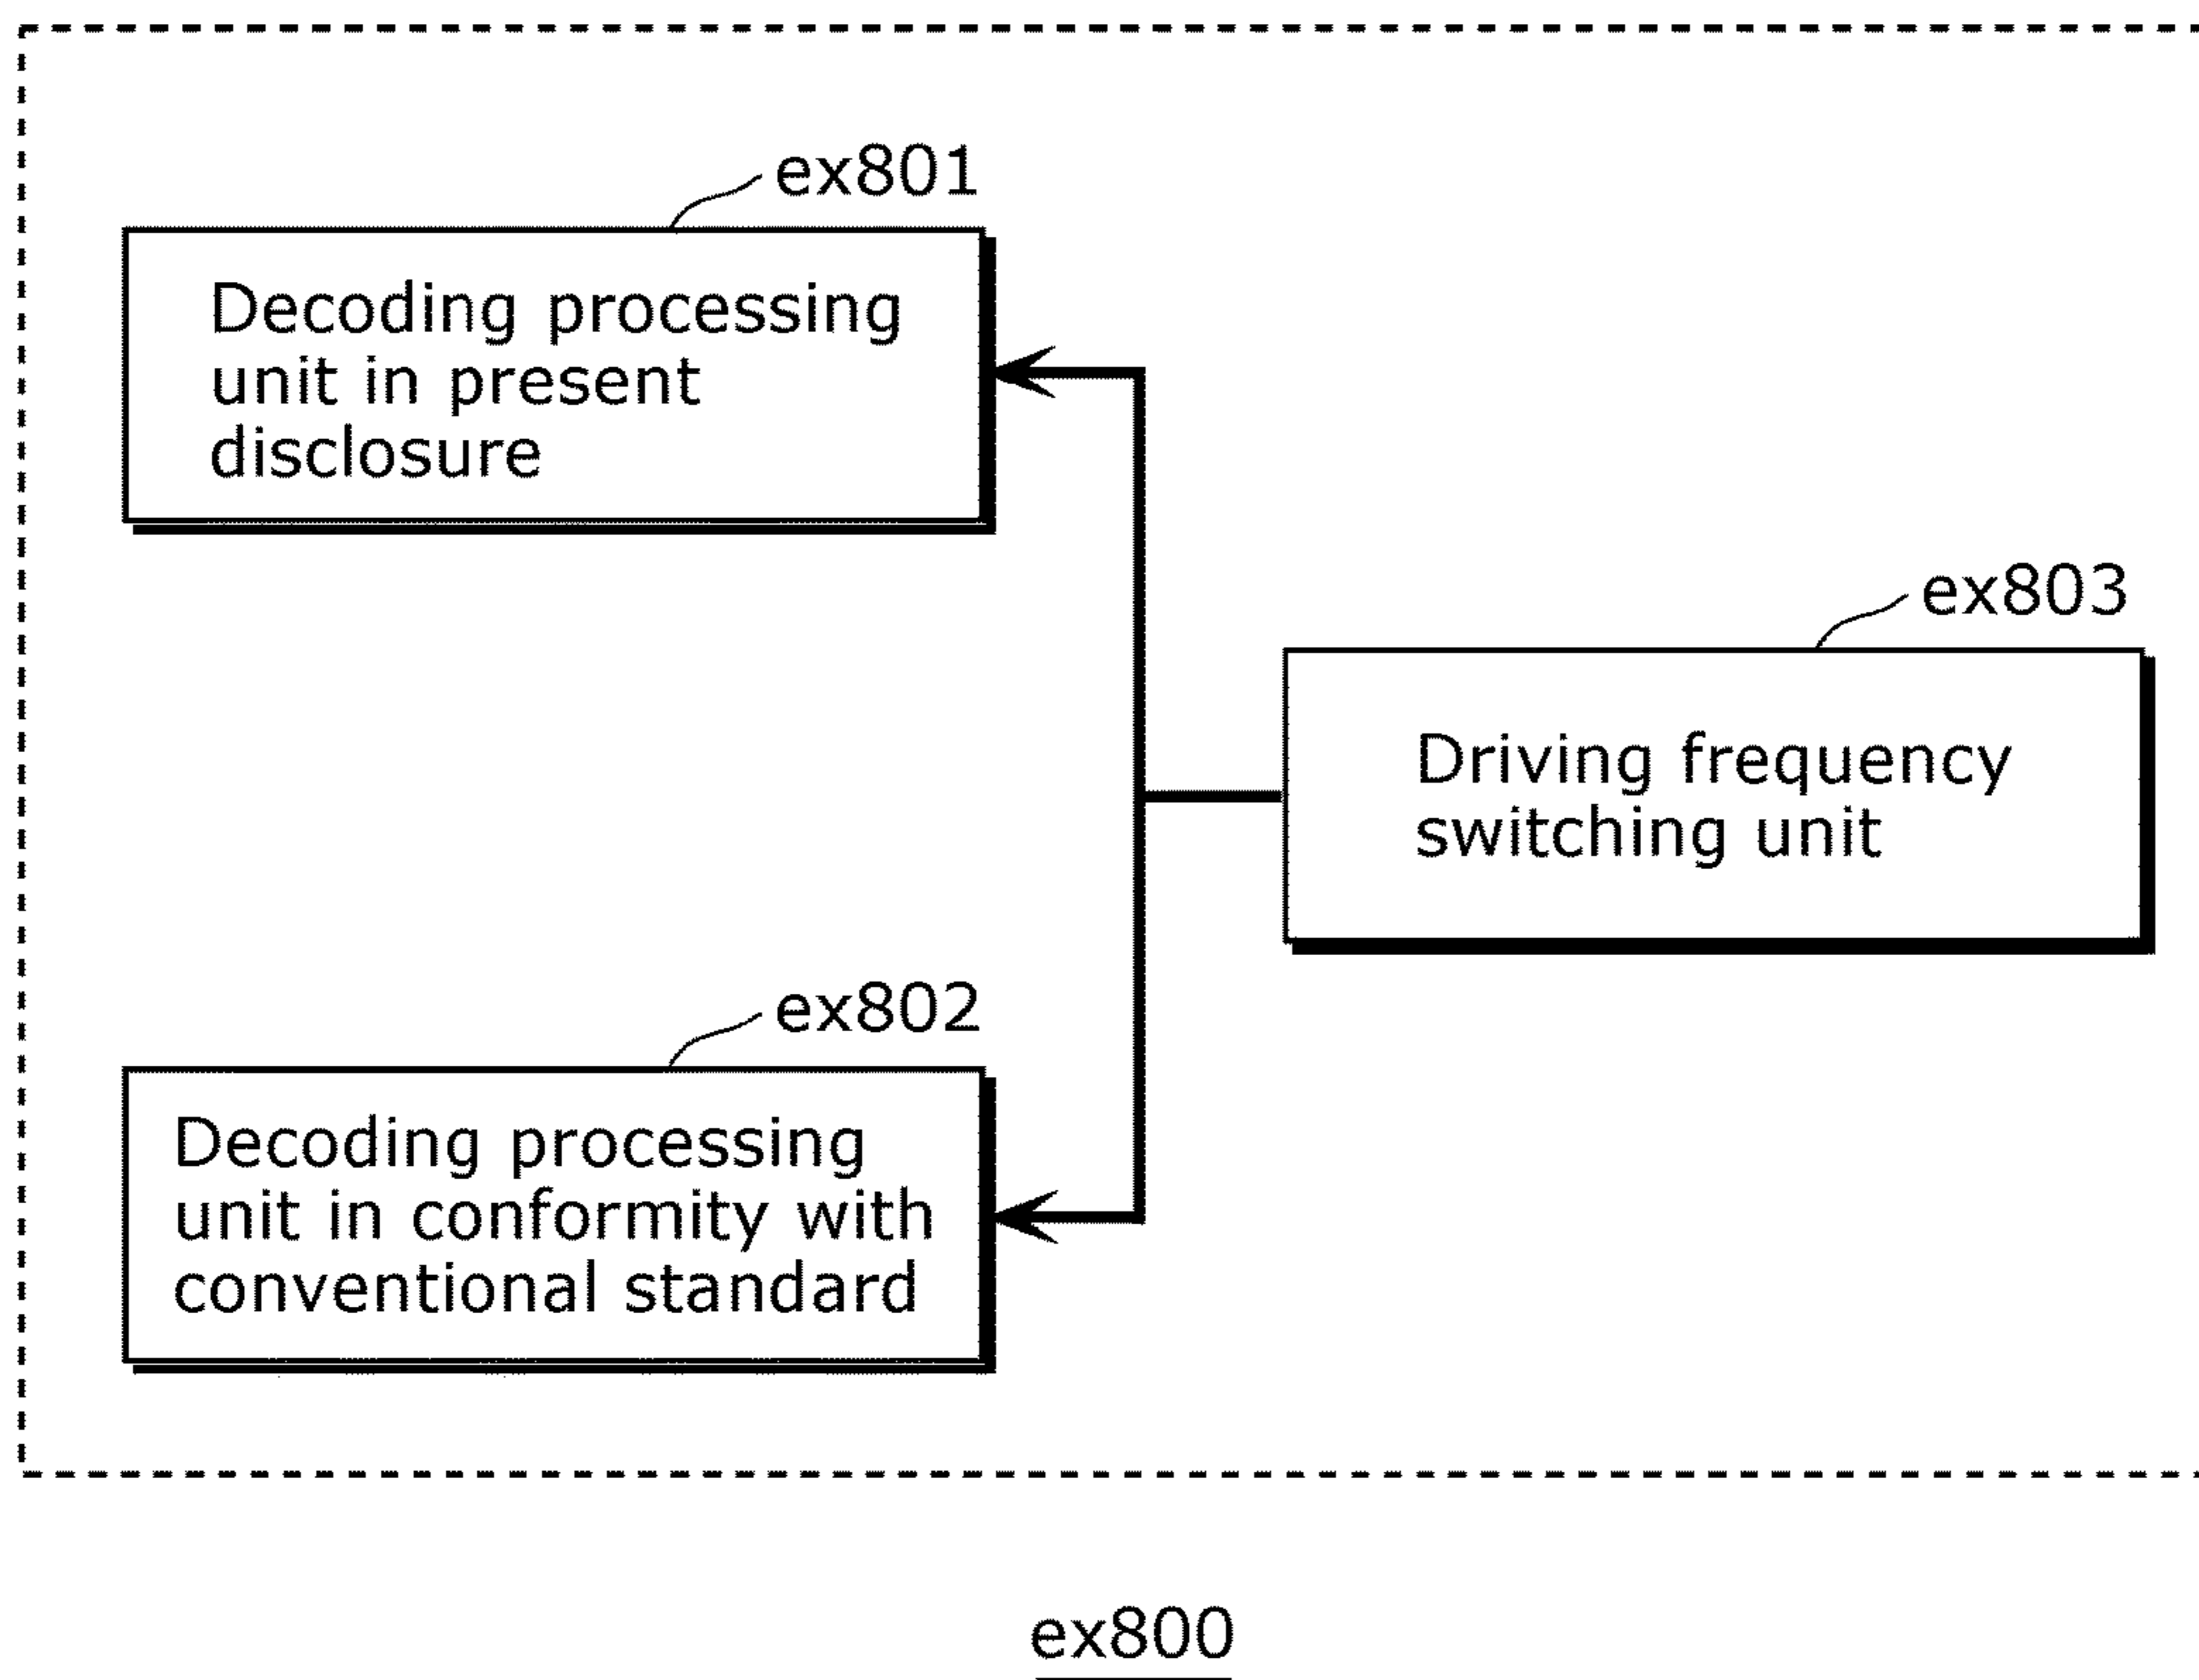 ex801
Decoding processing
unit in present
disclosure
ex803
Driving frequency
switching unit
ex802
Decoding processing
unit in conformity with
conventional standard
ex800